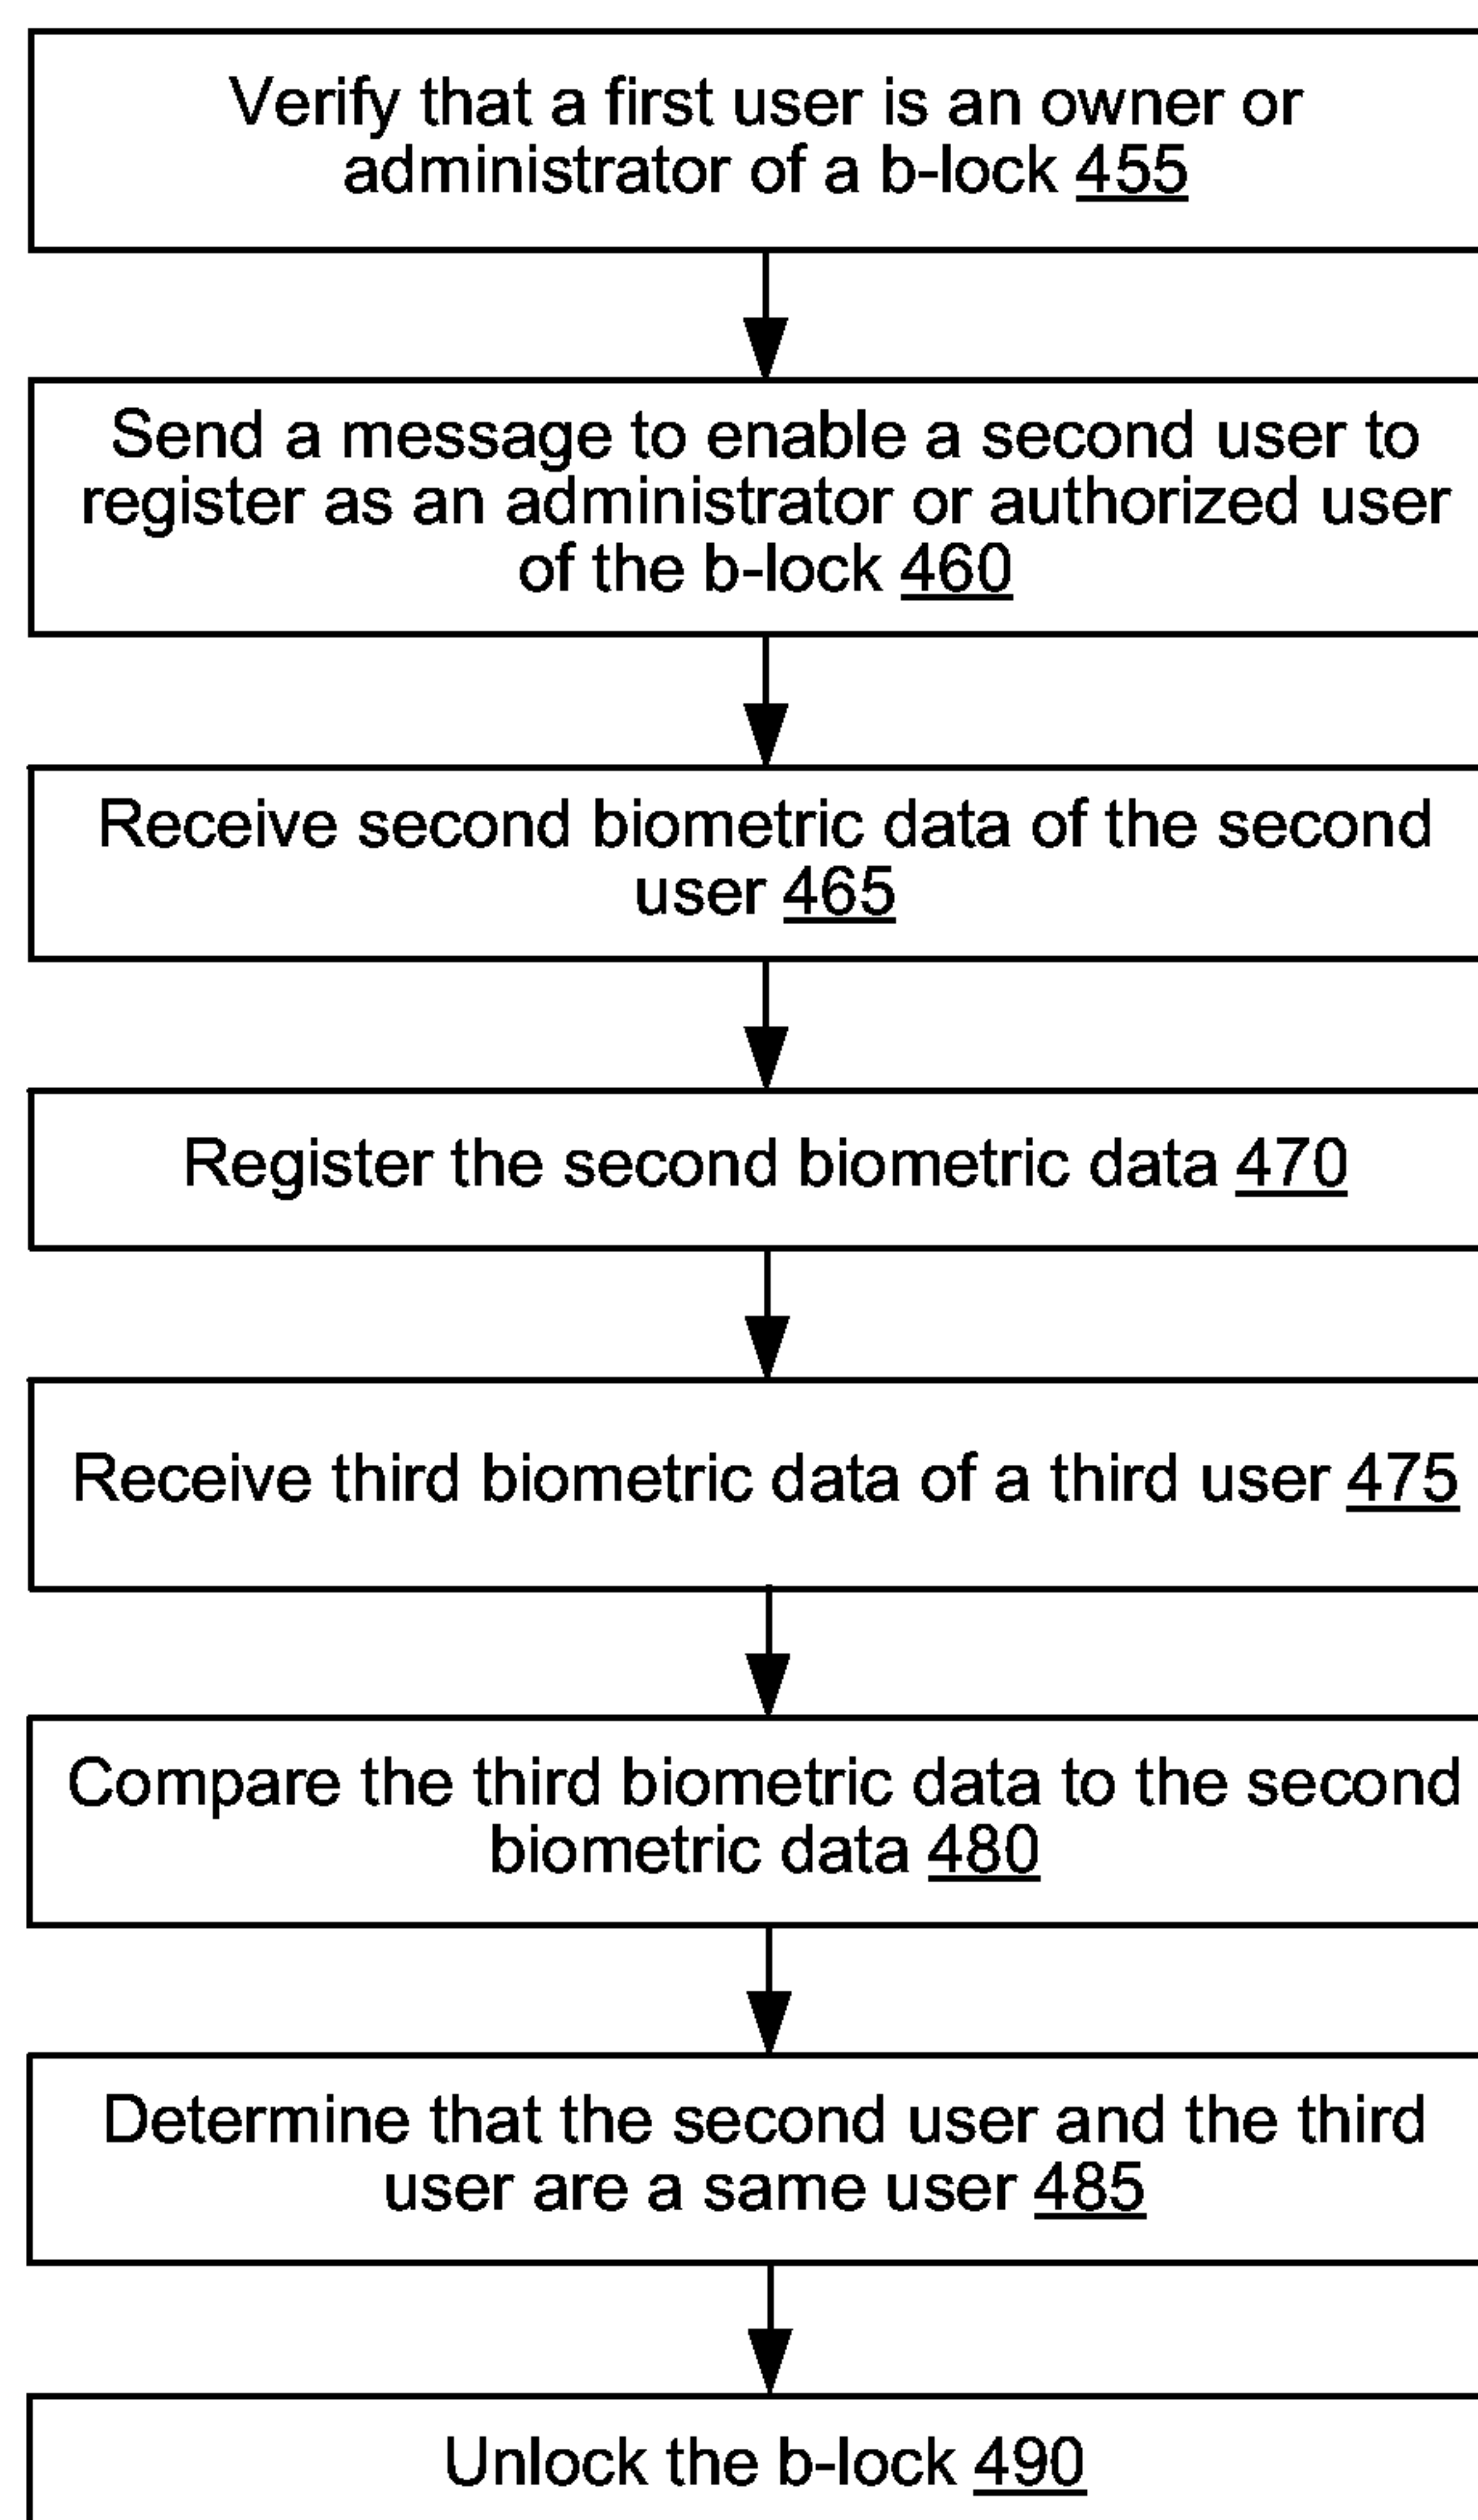 Verify that a first user is an owner or
administrator of a b-lock 455
Send a message to enable a second user to
register as an administrator or authorized user
of the b-lock 460
Receive second biometric data of the second
user 465
Register the second biometric data 470
Receive third biometric data of a third user 475
Compare the third biometric data to the second
biometric data 480
Determine that the second user and the third
user are a same user 485
Unlock the b-lock 490